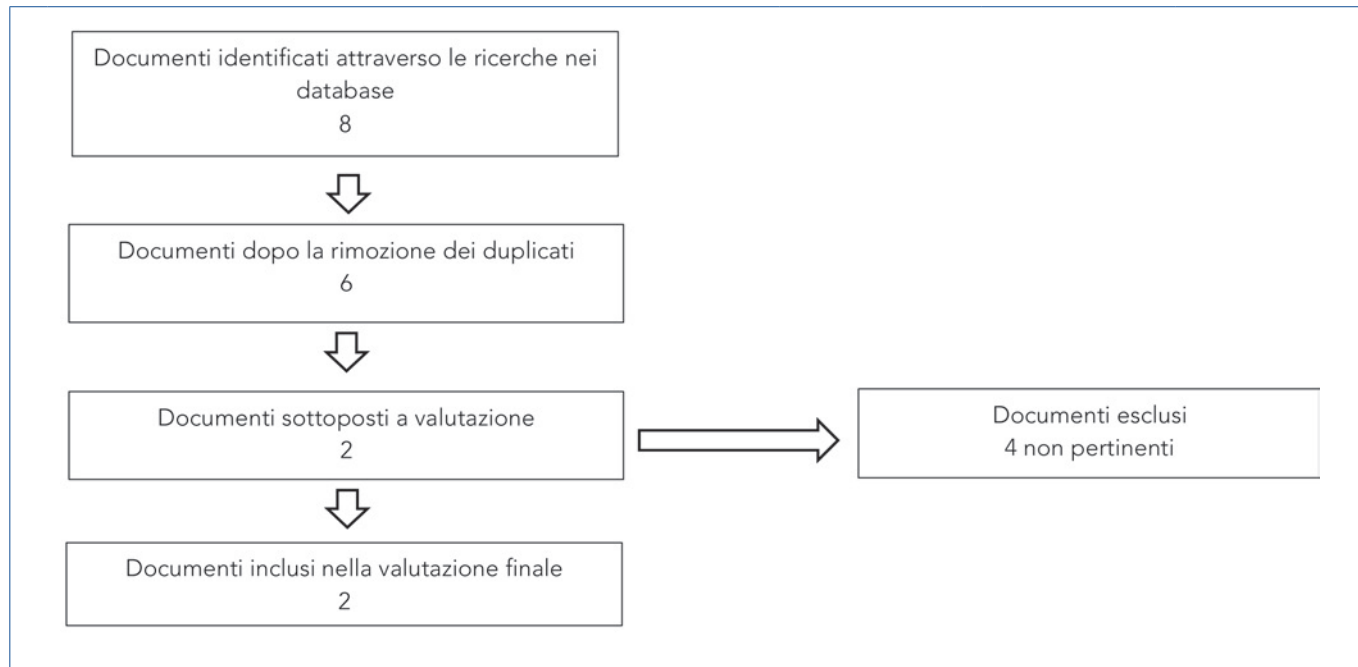 Documenti identificati attraverso le ricerche nei
database
8
Documenti dopo la rimozione dei duplicati
6
Documenti sottoposti a valutazione
2
Documenti esclusi
4 non pertinenti
Documenti inclusi nella valutazione finale
2